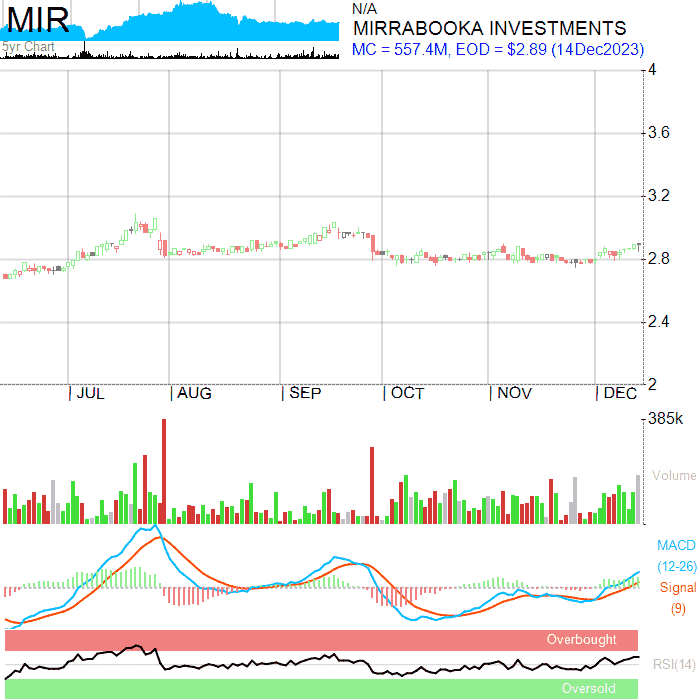 MIR
5yr Chart
N/A
MIRRABOOKA INVESTMENTS
MC = 557.4M, EOD = $2.89 (14Dec2023)
4
3.6
3.2
2.8
2.4
2
JUL AUG SEP OCT NOV DEC
385k
Volume
MACD
(12-26)
Signal
(9)
Overbought
RSI(14)
Oversold